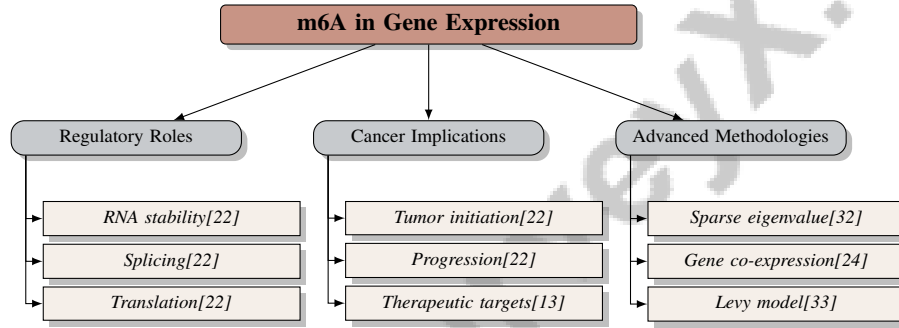 m6A in Gene Expression
Regulatory Roles
Cancer Implications
Advanced Methodologies
RNA stability[22]
Tumor initiation[22]
Sparse eigenvalue[32]
Splicing[22]
Progression[22]
Gene co-expression[24]
Translation[22]
Therapeutic targets[13]
Levy model[33]